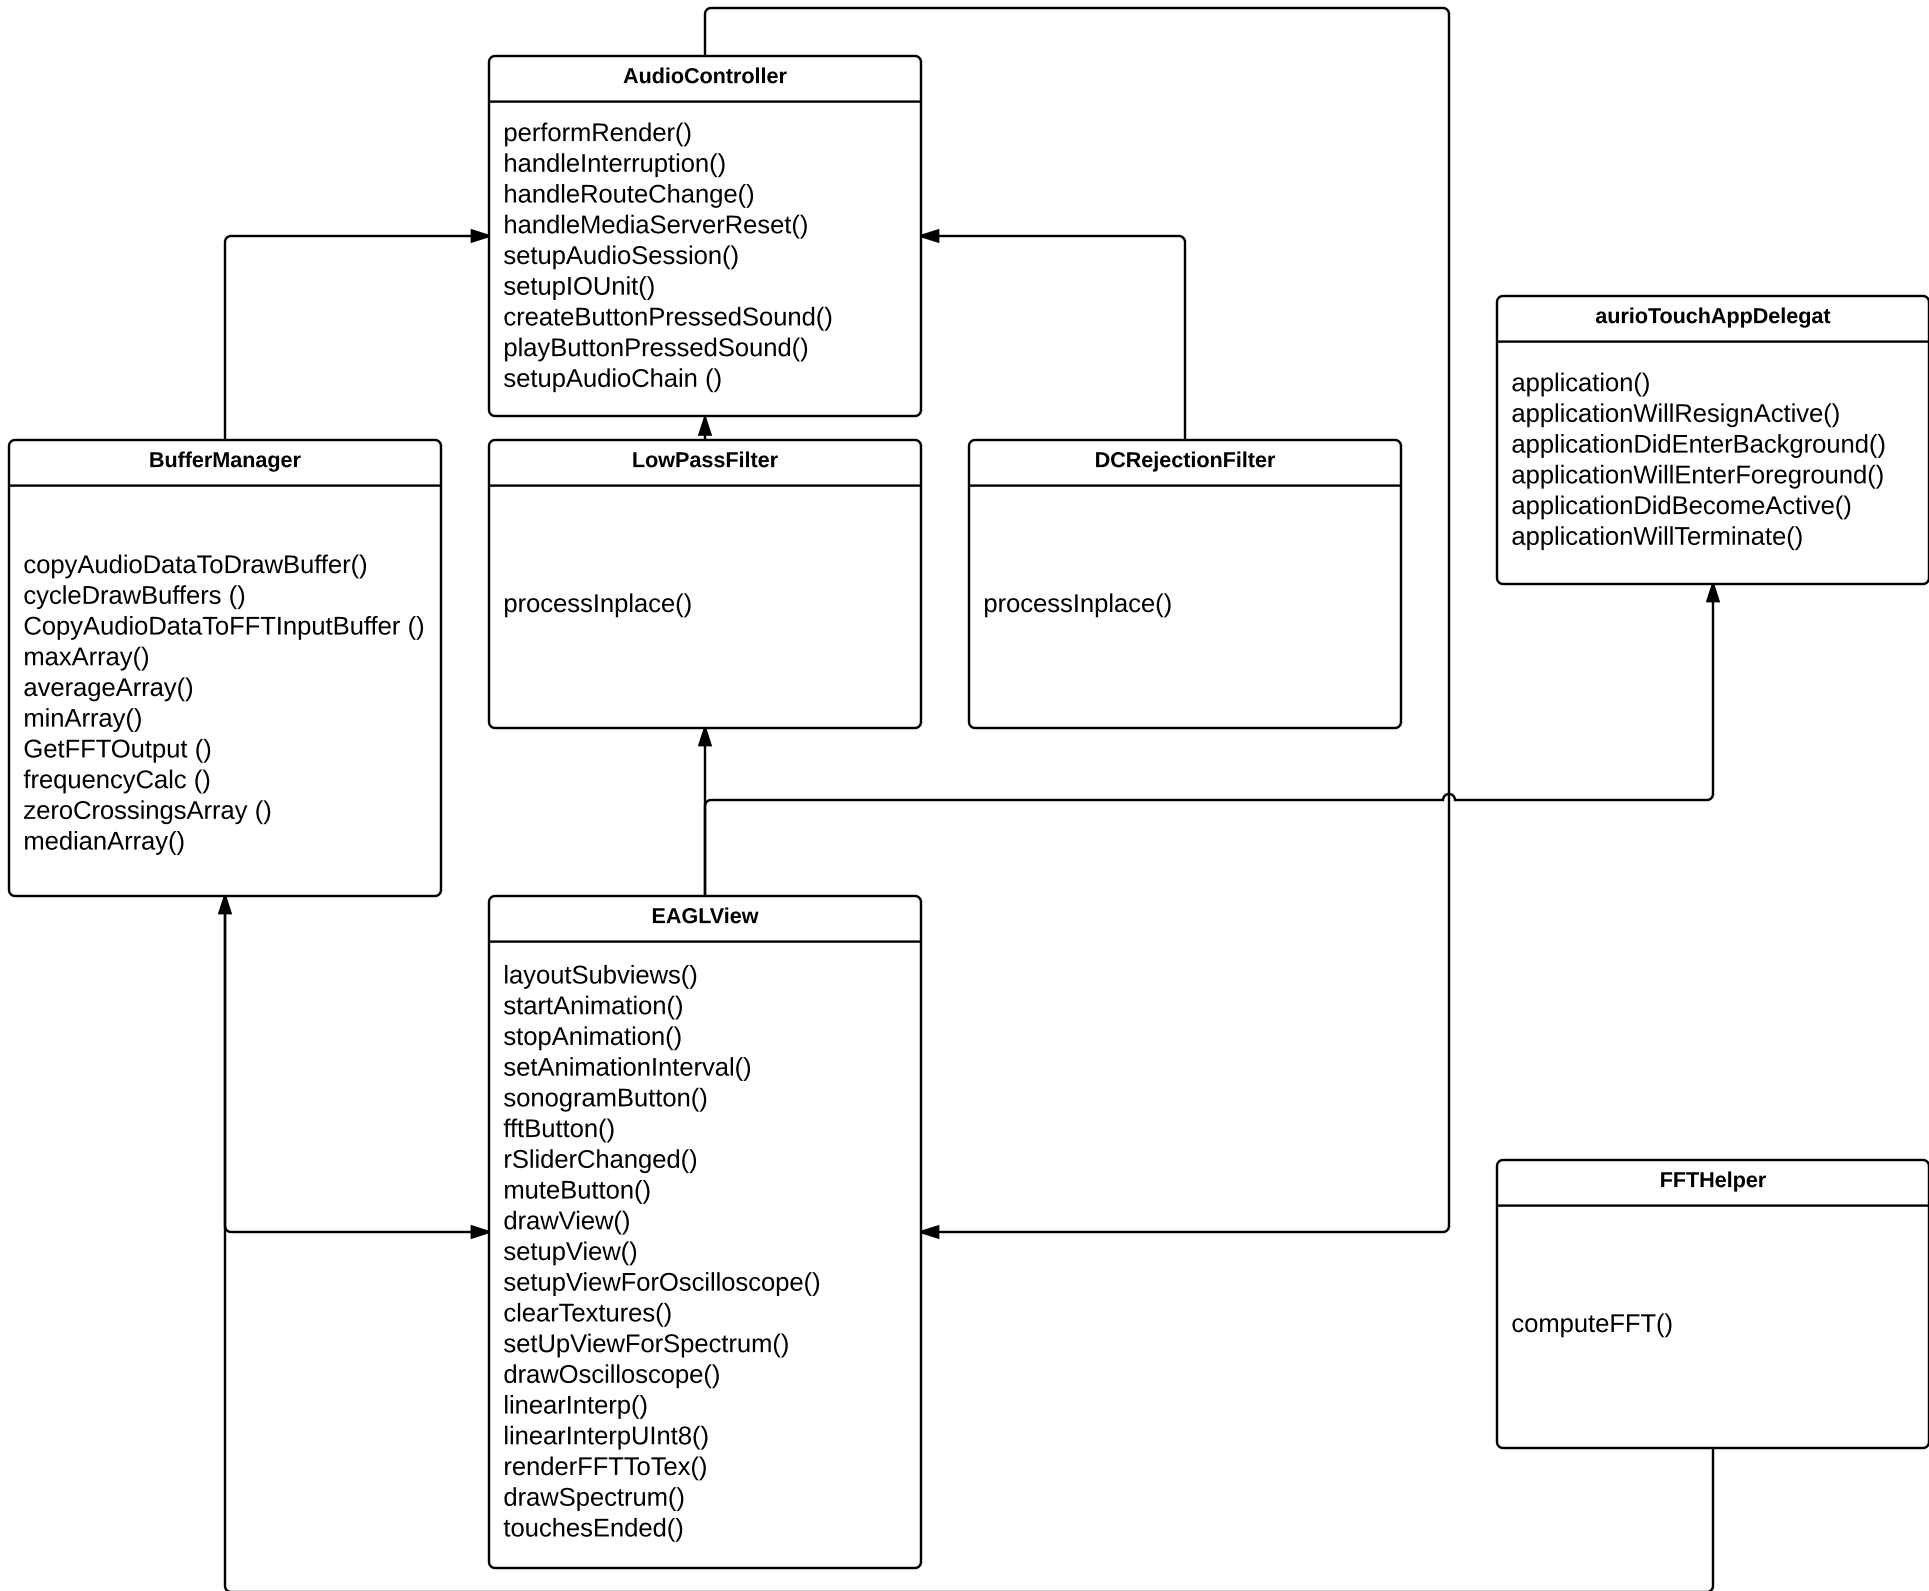 AudioController
performRender()
handleInterruption()
handleRouteChange()
handleMediaServerReset()
setupAudioSession()
setupIOUnit()
createButtonPressedSound()
playButtonPressedSound()
setupAudioChain ()
aurioTouchAppDelegat
application()
applicationWillResignActive()
applicationDidEnterBackground()
applicationWillEnterForeground()
applicationDidBecomeActive()
applicationWillTerminate()
BufferManager
copyAudioDataToDrawBuffer()
cycleDrawBuffers ()
CopyAudioDataToFFTInputBuffer ()
maxArray()
averageArray()
minArray()
GetFFTOutput ()
frequencyCalc ()
zeroCrossingsArray ()
medianArray()
LowPassFilter
processInplace()
DCRejectionFilter
processInplace()
EAGLView
layoutSubviews()
startAnimation()
stopAnimation()
setAnimationInterval()
sonogramButton()
fftButton()
rSliderChanged()
muteButton()
drawView()
setupView()
setupViewForOscilloscope()
clearTextures()
setUpViewForSpectrum()
drawOscilloscope()
linearInterp()
linearInterpUInt8()
renderFFTToTex()
drawSpectrum()
touchesEnded()
FFTHelper
computeFFT()